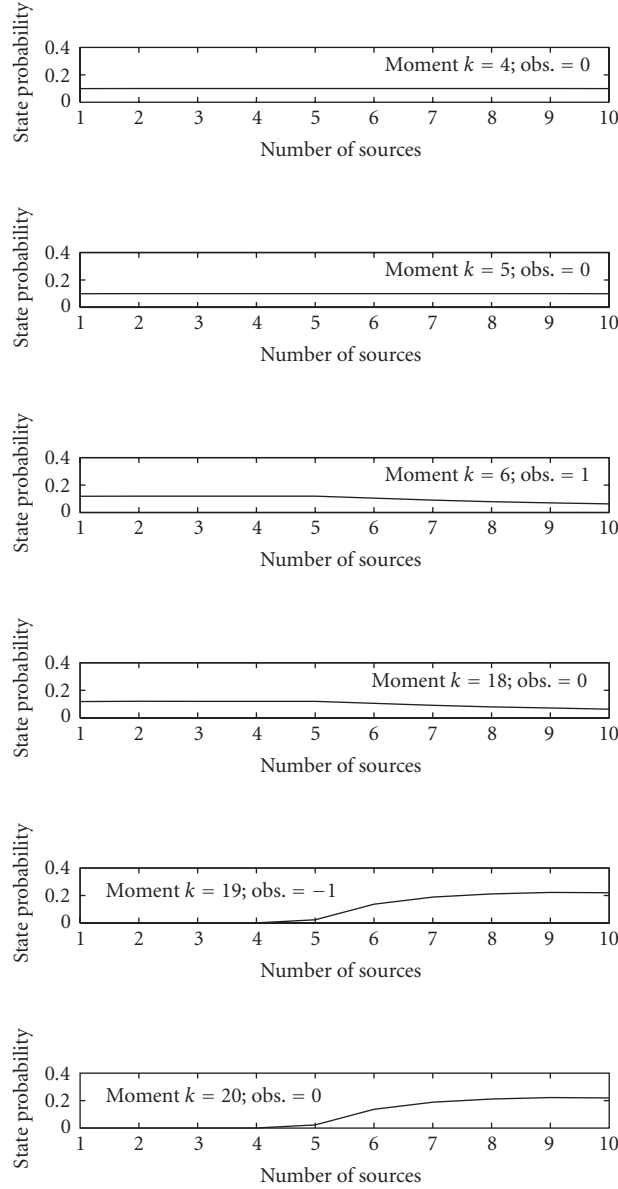 State probability
0.4
0.2
0
Moment k = 4; obs. = 0
1 2 3 4 5 6 7 8 9 10
Number of sources
State probability
0.4
0.2
0
Moment k = 5; obs. = 0
1 2 3 4 5 6 7 8 9 10
Number of sources
State probability
0.4
0.2
0
Moment k = 6; obs. = 1
1 2 3 4 5 6 7 8 9 10
Number of sources
State probability
0.4
0.2
0
Moment k = 18; obs. = 0
1 2 3 4 5 6 7 8 9 10
Number of sources
State probability
0.4
0.2
0
Moment k = 19; obs. = −1
1 2 3 4 5 6 7 8 9 10
Number of sources
State probability
0.4
0.2
0
Moment k = 20; obs. = 0
1 2 3 4 5 6 7 8 9 10
Number of sources